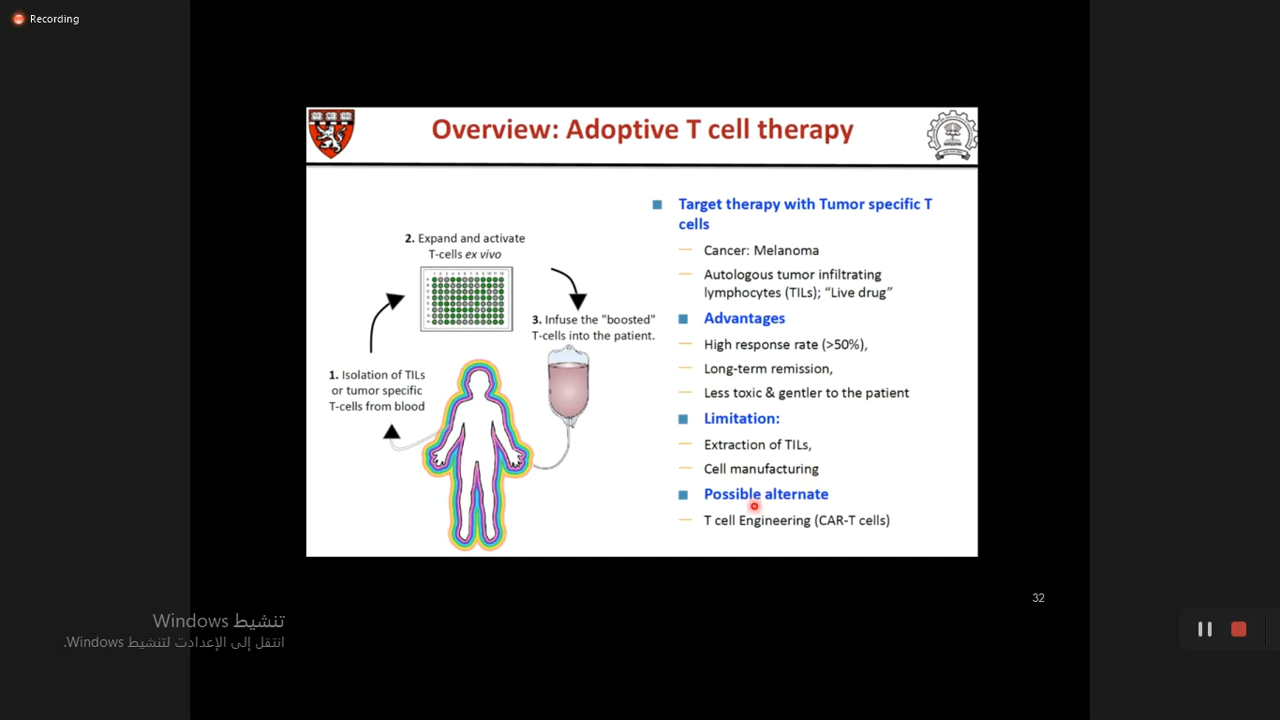 Recording
Overview: Adoptive T cell therapy
2. Expand and activate
T-cells ex vivo
3. Infuse the "boosted"
T-cells into the patient.
1. Isolation of TILs
or tumor specific
T-cells from blood
Target therapy with Tumor specific T
cells
Cancer: Melanoma
Autologous tumor infiltrating
lymphocytes (TILs); “Live drug”
Advantages
High response rate (>50%),
Long-term remission,
Less toxic & gentler to the patient
Limitation:
Extraction of TILs,
Cell manufacturing
Possible alternate
T cell Engineering (CAR-T cells)
32
تنشيط Windows
انتقل إلى الإعدادت لتنشيط Windows.